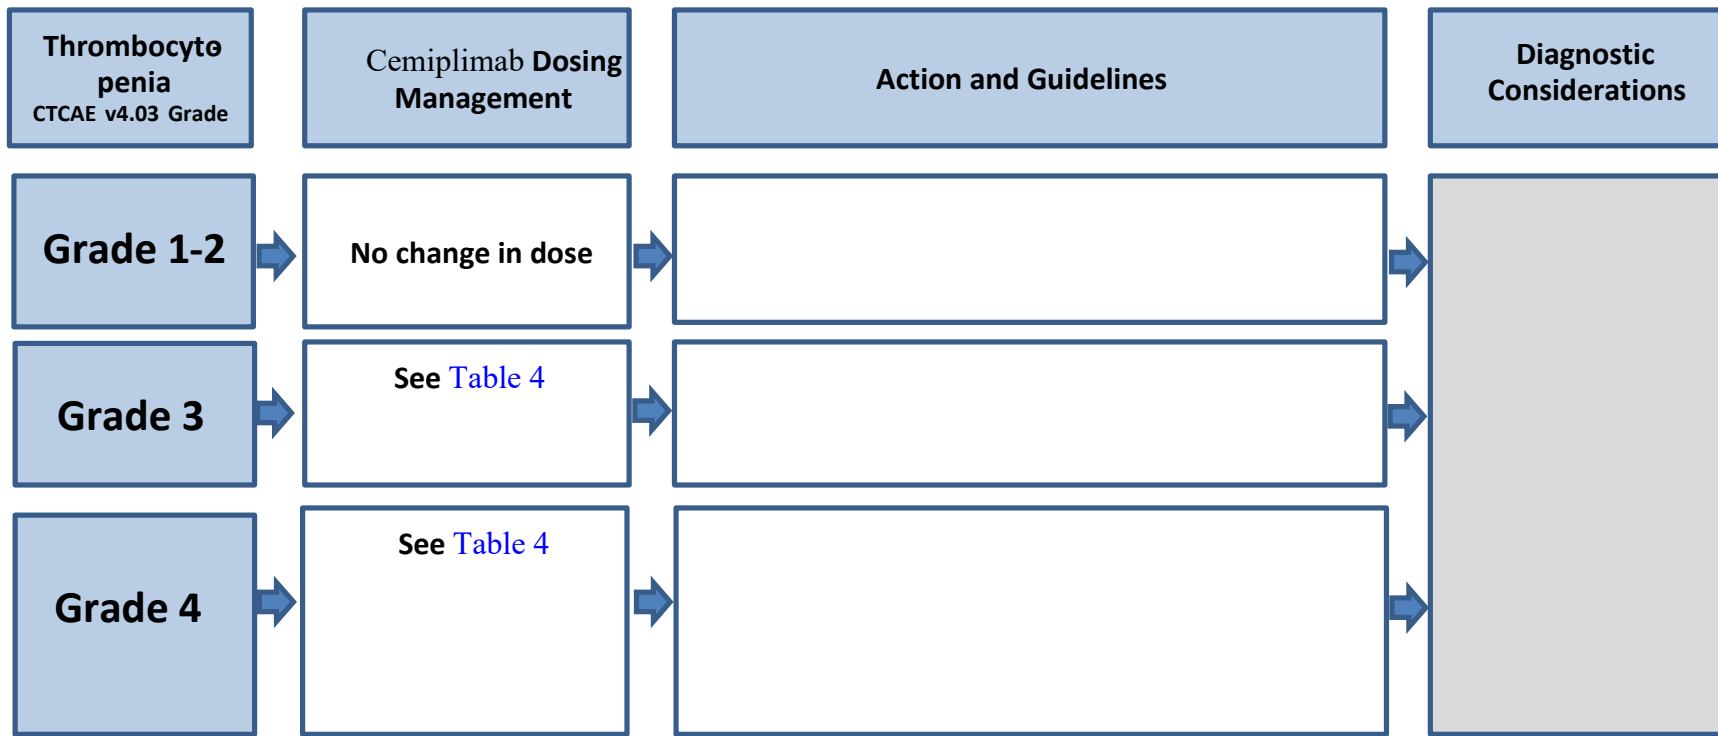 Thrombocyto
penia
CTCAE v4.03 Grade
Cemiplimab Dosing
Management
Action and Guidelines
Diagnostic
Considerations
Grade 1-2
No change in dose
Grade 3
See Table 4
Grade 4
See Table 4